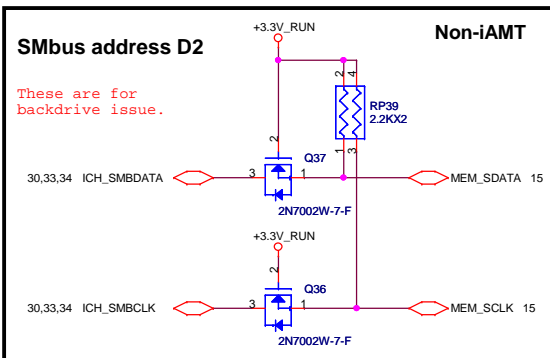 +3.3V_RUN
Non-iAMT
SMbus address D2
These are for
backdrive issue.
2 4
RP39
2.2KX2
1 3
2
Q37
30,33,34 ICH_SMBDATA 3 1 MEM_SDATA 15
2N7002W-7-F
+3.3V_RUN
2
Q36
30,33,34 ICH_SMBCLK 3 1 MEM_SCLK 15
2N7002W-7-F